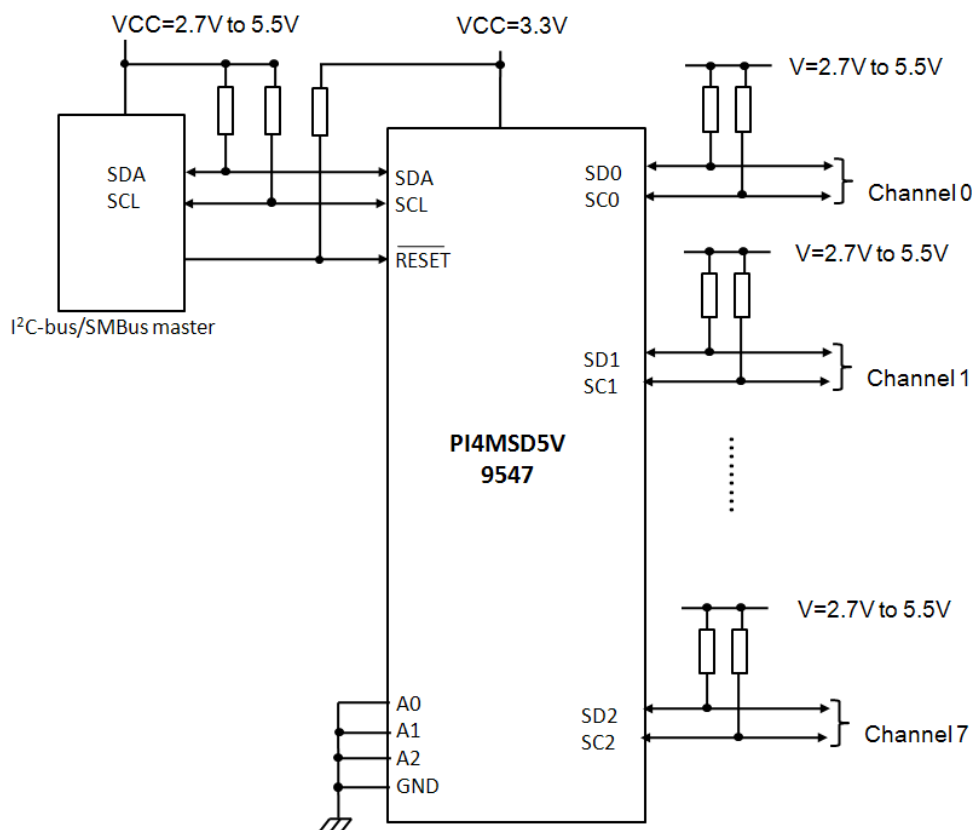 VCC=2.7V to 5.5V
VCC=3.3V
V=2.7V to 5.5V
SDA
SCL
SDA
SCL
RESET
I²C-bus/SMBus master
SD0
SC0
Channel 0
V=2.7V to 5.5V
SD1
SC1
Channel 1
PI4MSD5V
9547
V=2.7V to 5.5V
A0
A1
A2
GND
SD2
SC2
Channel 7